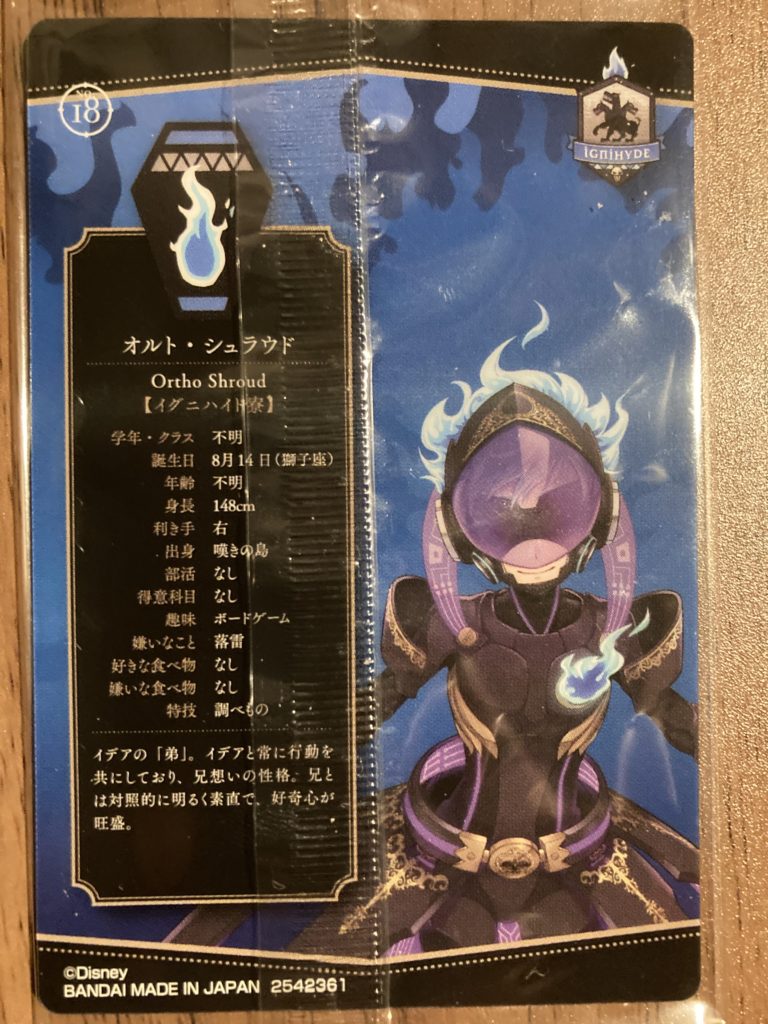 No.
18
IGNIHYDE
オルト・シュラウド
Ortho Shroud
【イグニハイド寮】
学年・クラス 不明
誕生日 8月14日(獅子座)
年齢 不明
身長 148cm
利き手 右
出身 嘆きの島
部活 なし
得意科目 なし
趣味 ボードゲーム
嫌いなこと 落雷
好きな食べ物 なし
嫌いな食べ物 なし
特技 調べもの
イデアの「弟」。イデアと常に行動を
共にしており、兄想いの性格。兄と
は対照的に明るく素直で、好奇心が
旺盛。
©Disney
BANDAI MADE IN JAPAN 2542361